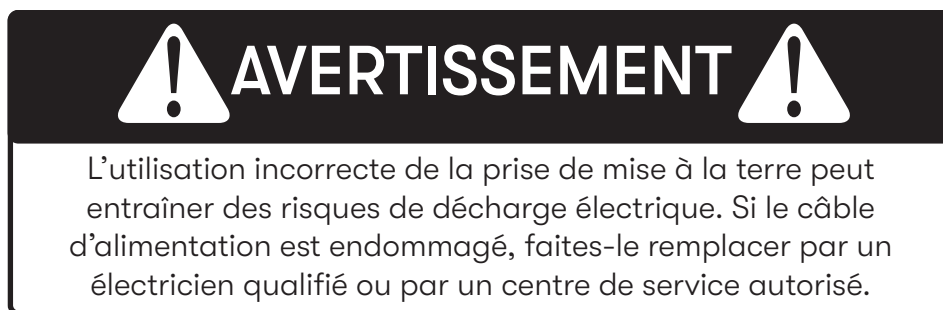 AVERTISSEMENT
L’utilisation incorrecte de la prise de mise à la terre peut
entraîner des risques de décharge électrique. Si le câble
d’alimentation est endommagé, faites-le remplacer par un
électricien qualifié ou par un centre de service autorisé.